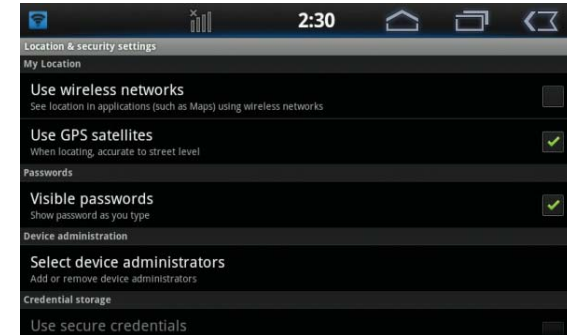 2:30
Location & security settings
My Location
Use wireless networks
See location in applications (such as Maps) using wireless networks
Use GPS satellites
When locating, accurate to street level
Passwords
Visible passwords
Show password as you type
Device administration
Select device administrators
Add or remove device administrators
Credential storage
Use secure credentials